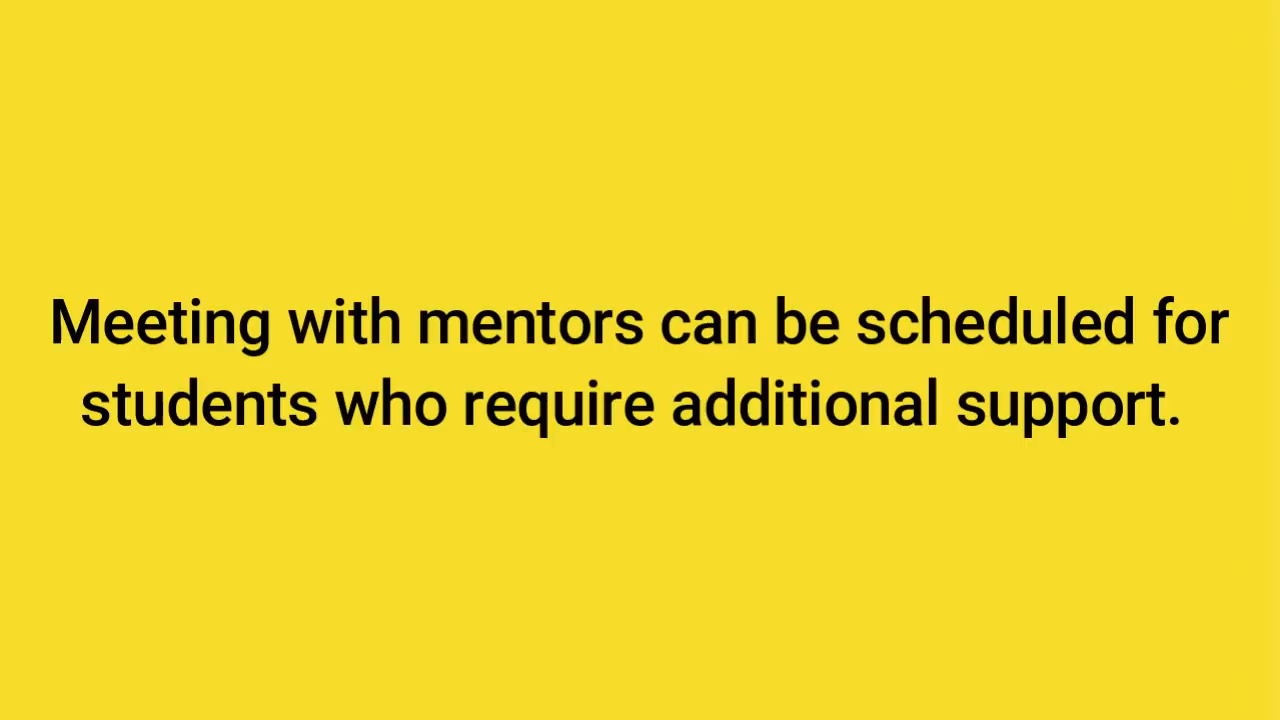 Meeting with mentors can be scheduled for
students who require additional support.